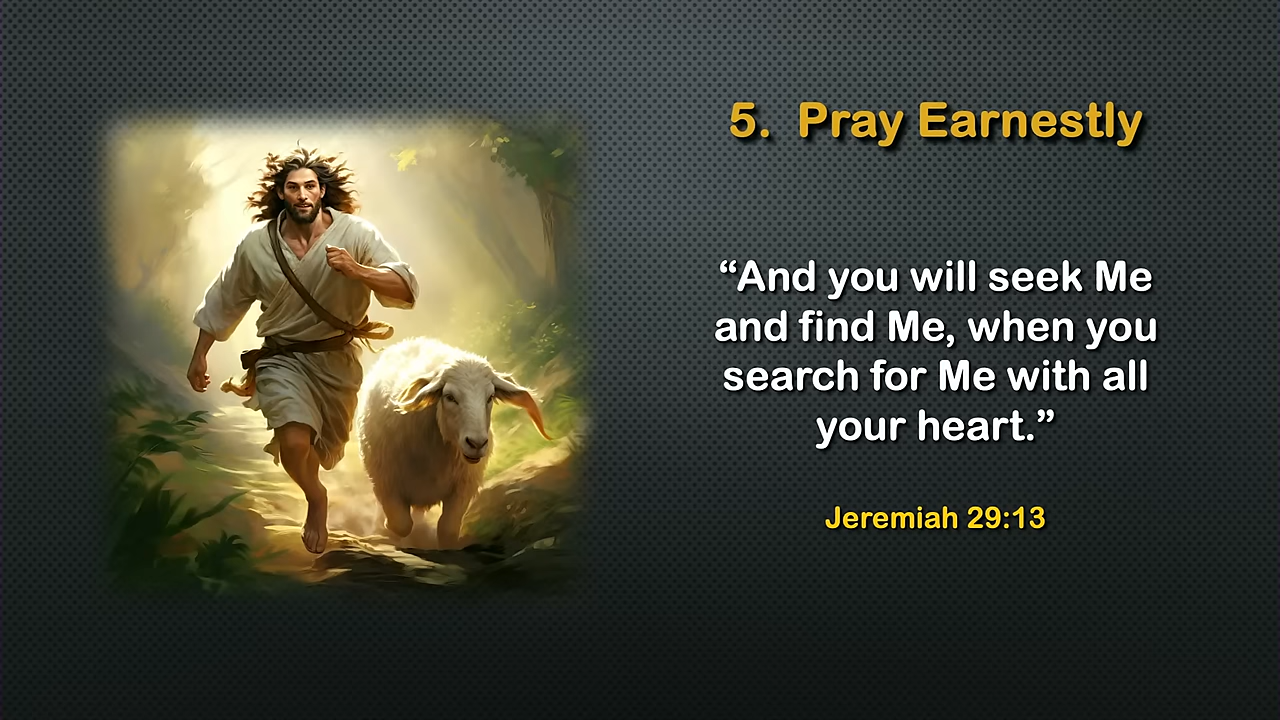 5. Pray Earnestly
“And you will seek Me
and find Me, when you
search for Me with all
your heart.”
Jeremiah 29:13